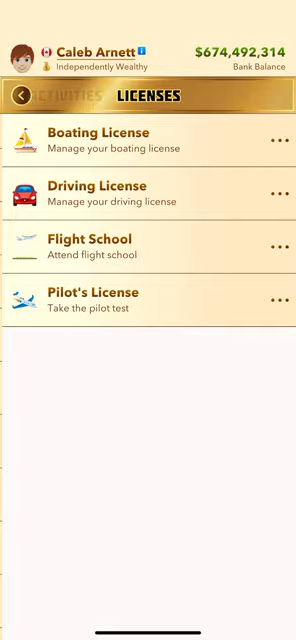 Caleb Arnett
$674,492,314
Independently Wealthy
Bank Balance
ACTIVITIES
LICENSES
Boating License
Manage your boating license
Driving License
Manage your driving license
Flight School
Attend flight school
Pilot's License
Take the pilot test